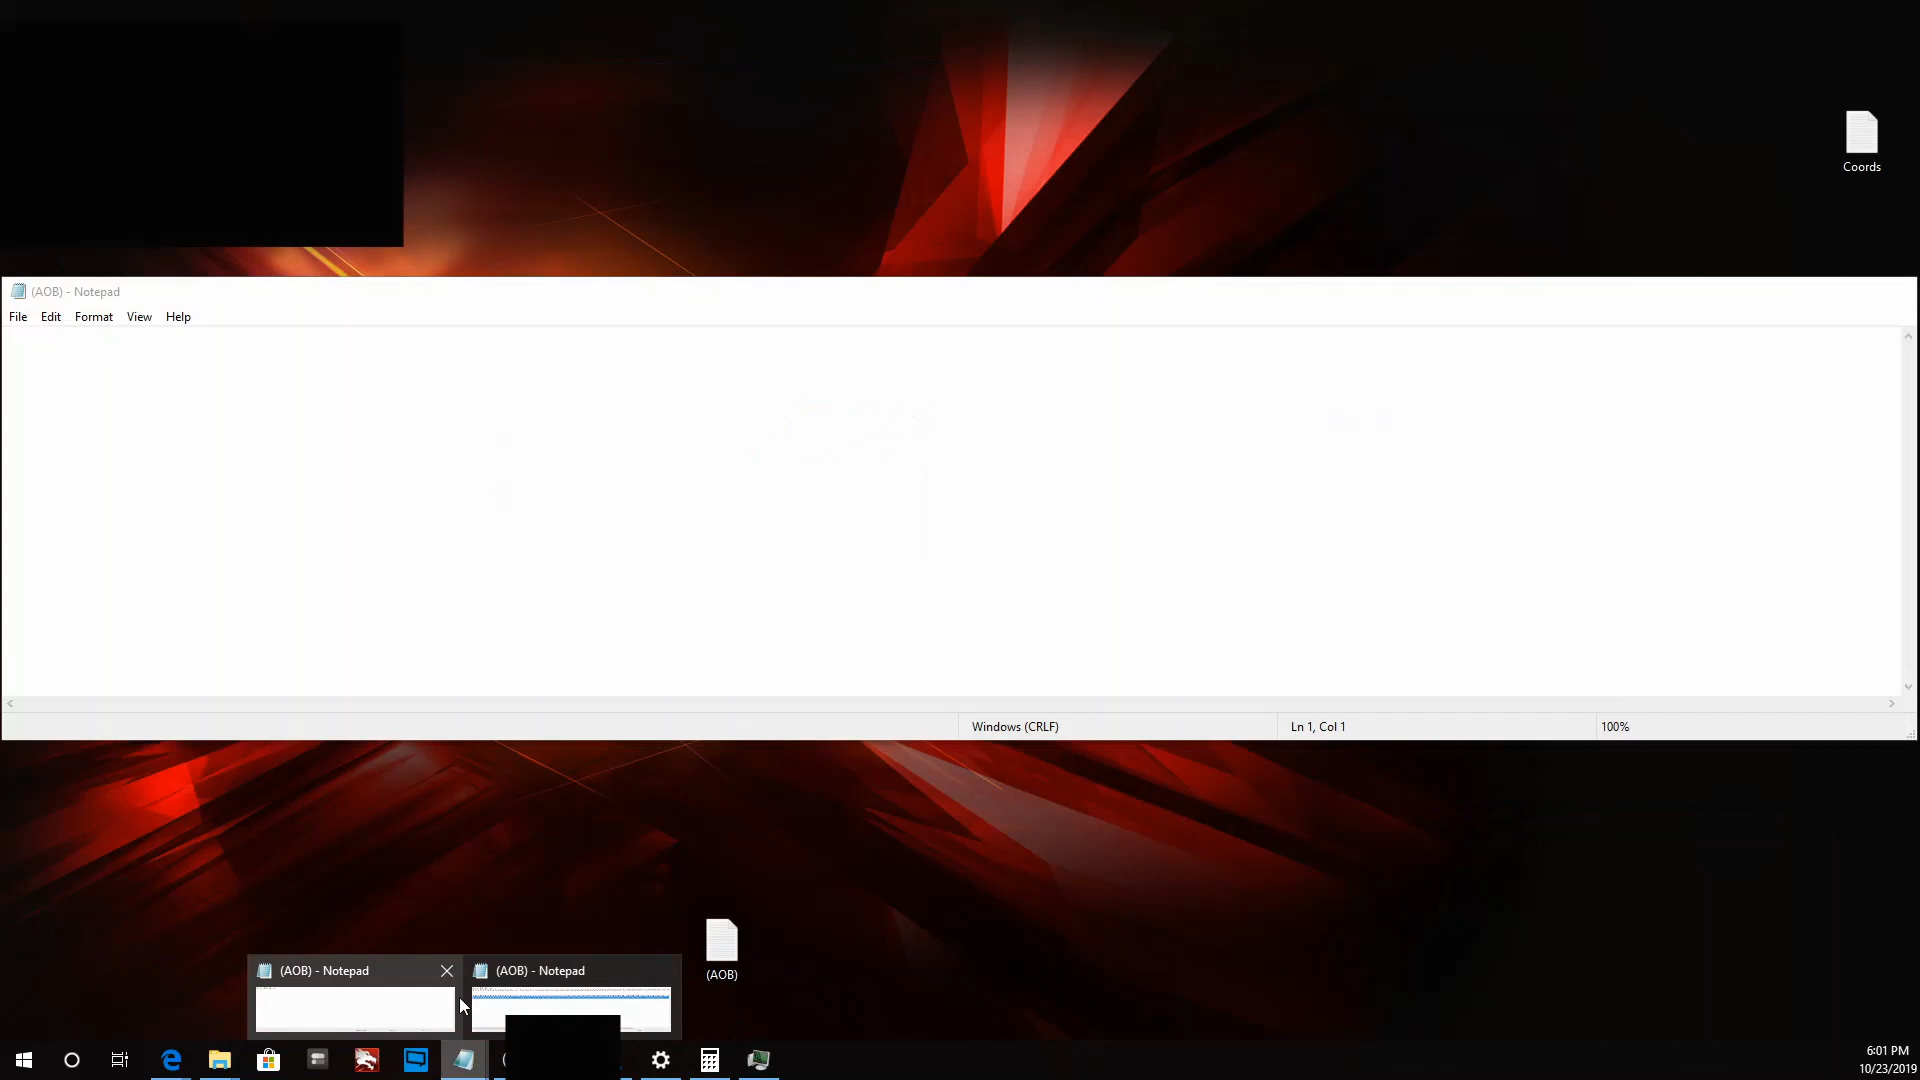 Coords
(AOB) - Notepad
File Edit Format View Help
Windows (CRLF) Ln 1, Col 1 100%
(AOB) - Notepad (AOB) - Notepad
(AOB)
6:01 PM
10/23/2019